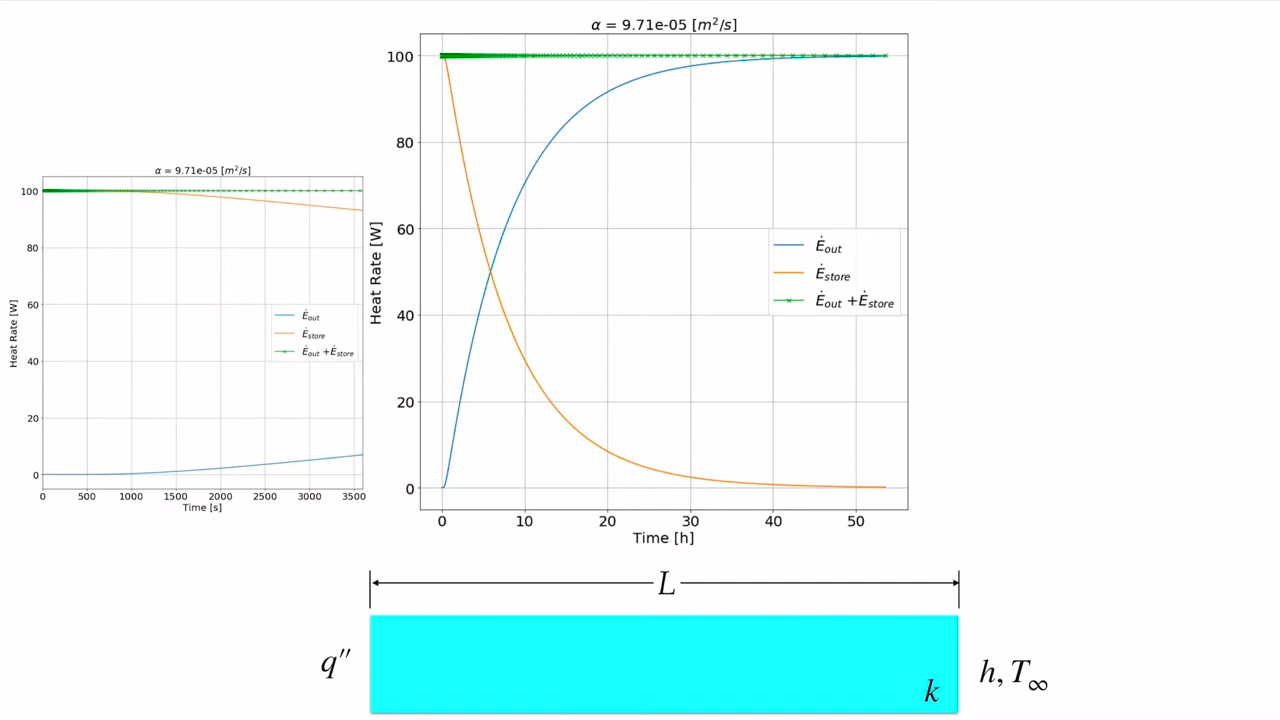 α = 9.71e-05 [m²/s]
100
80
60
40
20
0
Heat Rate [W]
Ė_out
Ė_store
Ė_out +Ė_store
0 500 1000 1500 2000 2500 3000 3500
Time [s]
α = 9.71e-05 [m²/s]
100
80
60
40
20
0
Heat Rate [W]
Ė_out
Ė_store
Ė_out +Ė_store
0 10 20 30 40 50
Time [h]
L
q″
k
h, T_∞